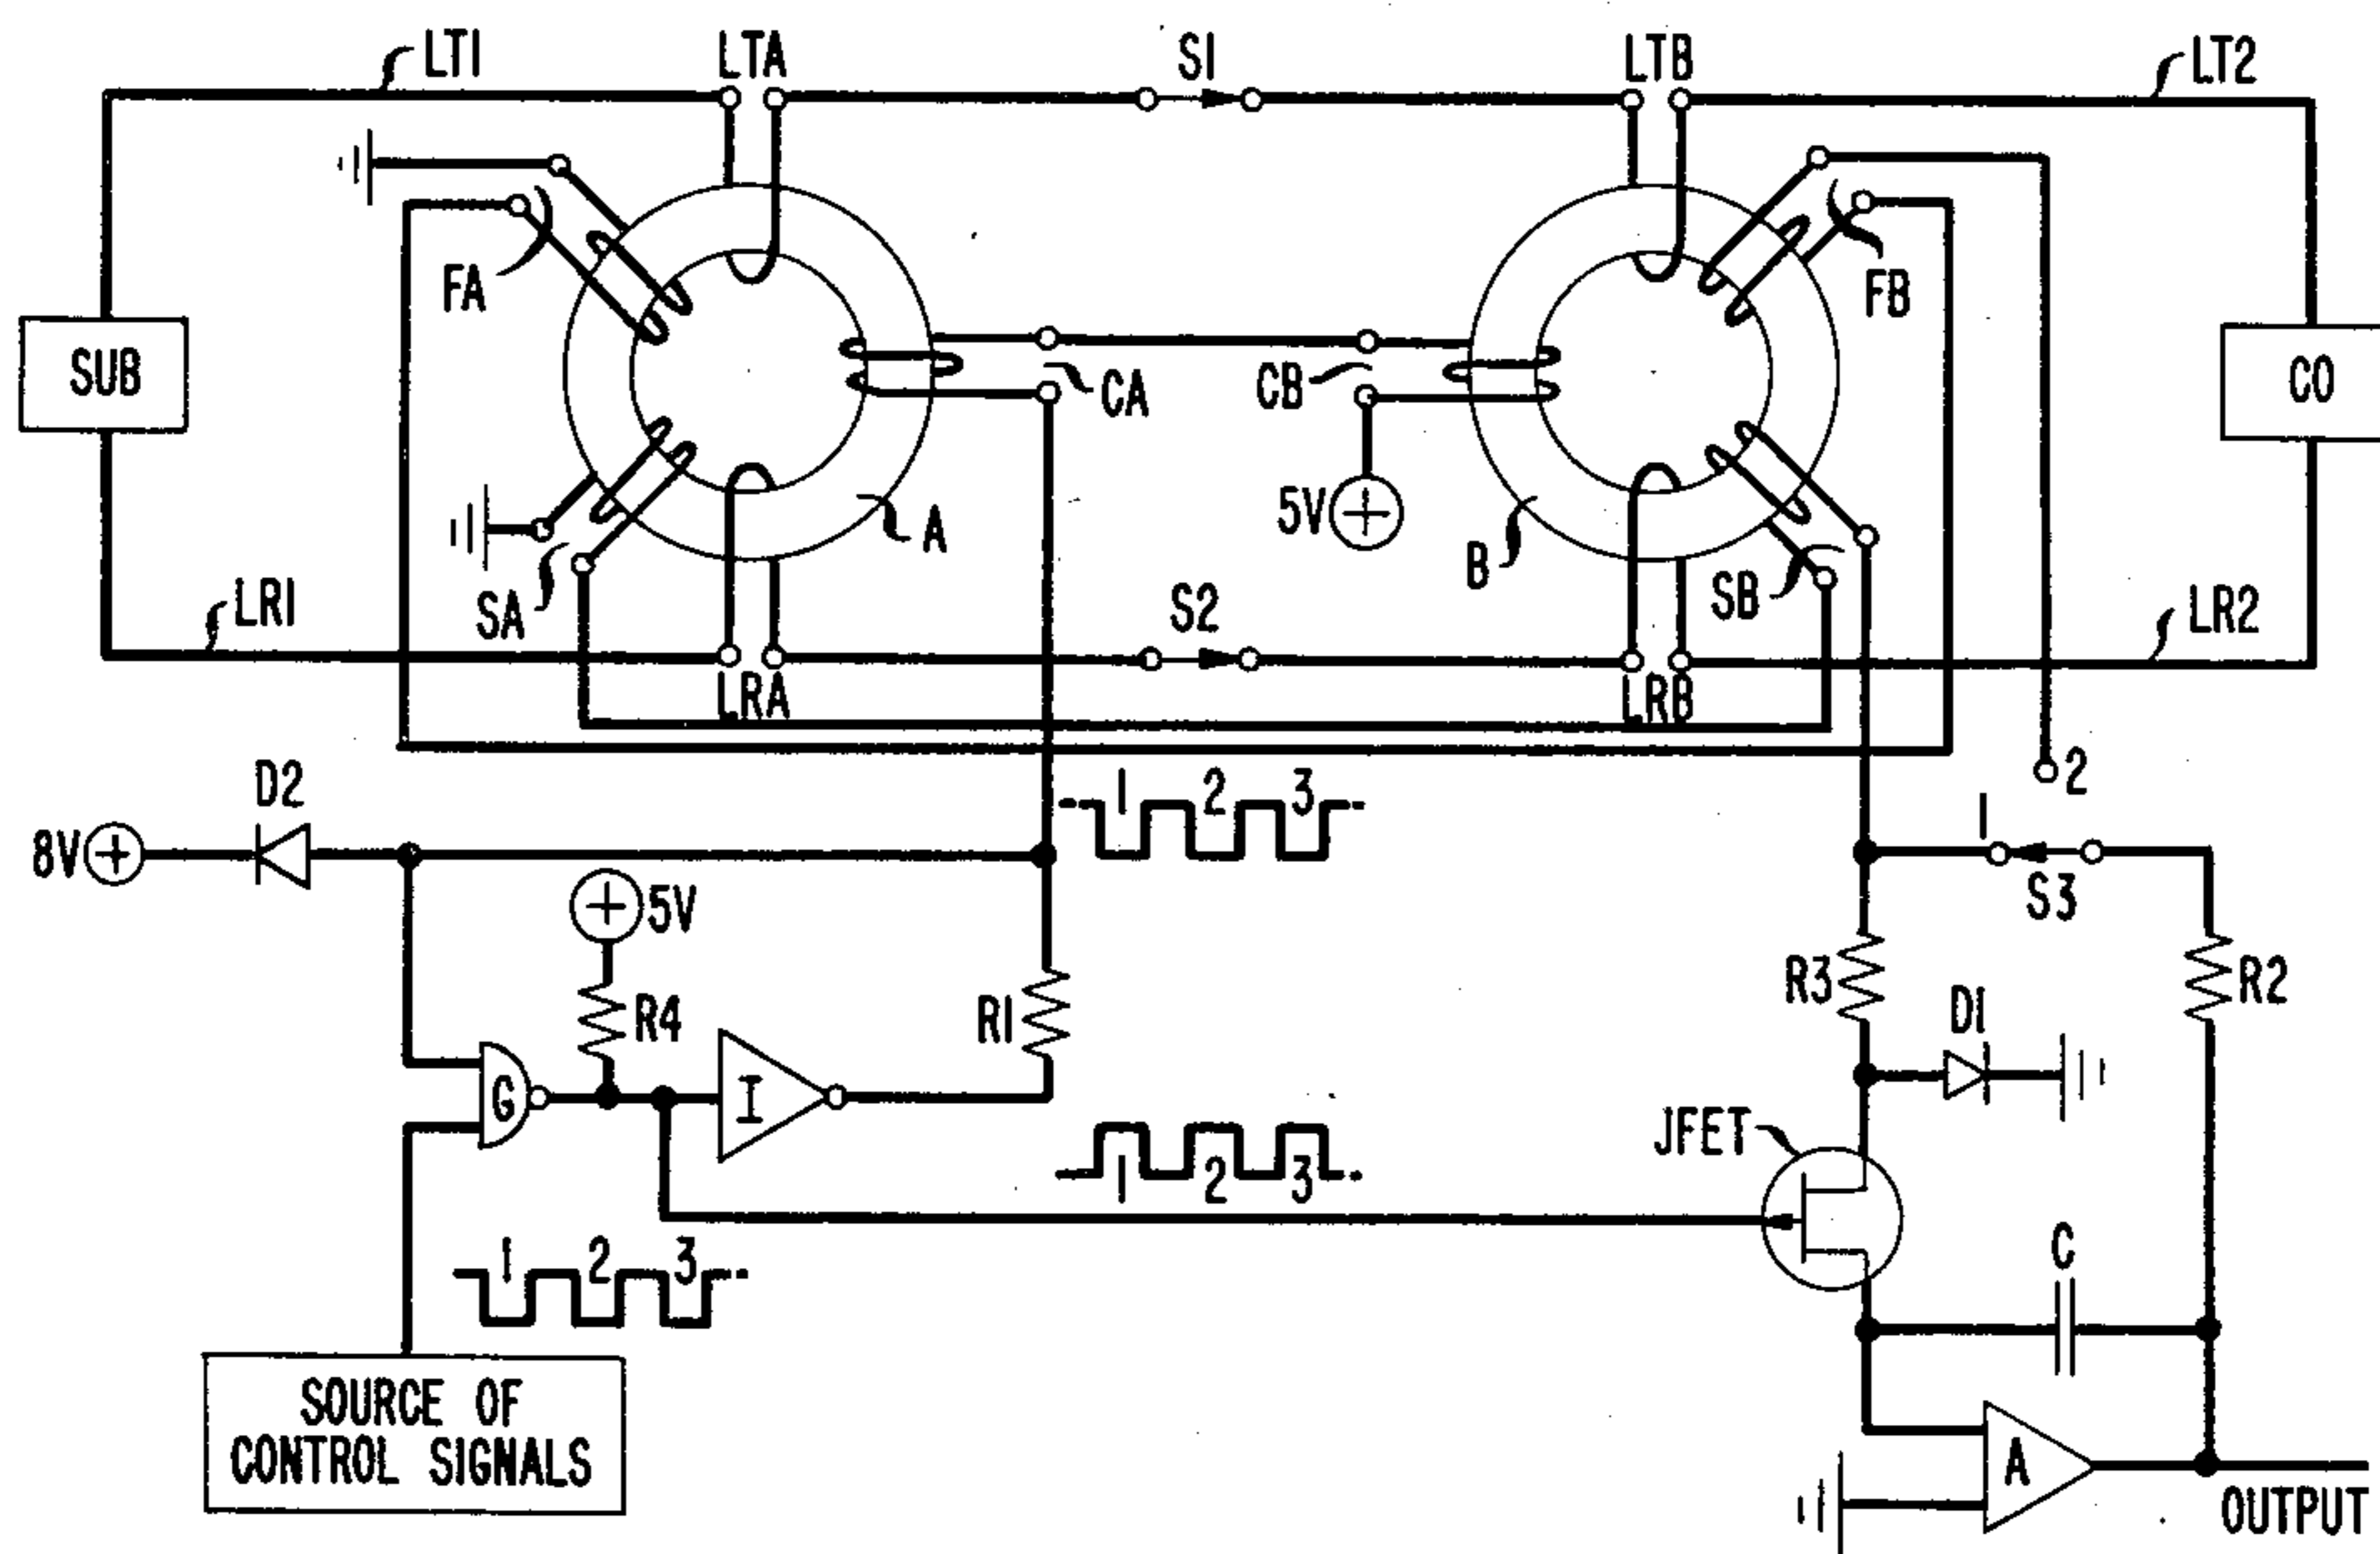 LT1
LTA
S1
LTB
LT2
FA
FB
SUB
CA
CB
CO
5V
A
B
SA
SB
LR1
S2
LR2
LRA
LRB
D2
1 2 3
2
8V
5V
1
S3
R4
R1
R3
R2
D1
G
I
JFET
1 2 3
1 2 3
C
SOURCE OF
CONTROL SIGNALS
A
OUTPUT